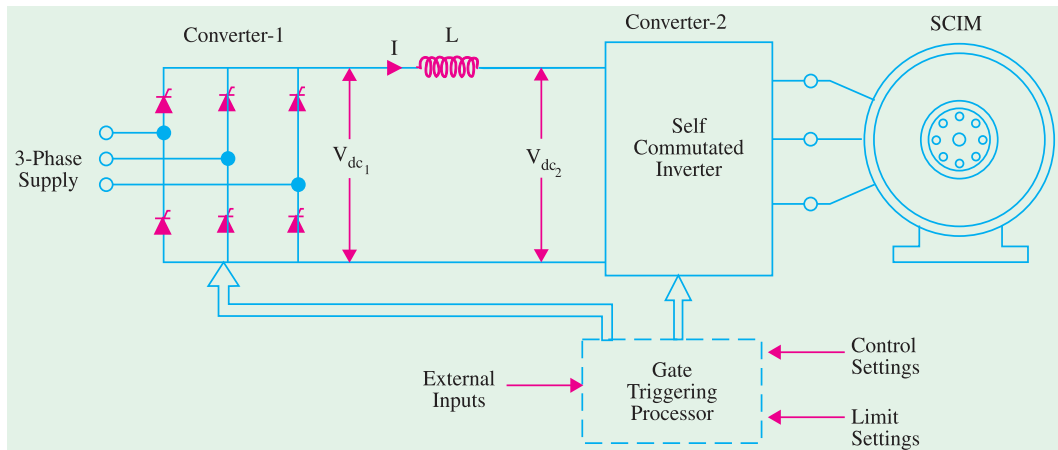 Converter-1
I
L
Converter-2
SCIM
3-Phase
Supply
Vdc1
Vdc2
Self
Commutated
Inverter
External
Inputs
Gate
Triggering
Processor
Control
Settings
Limit
Settings